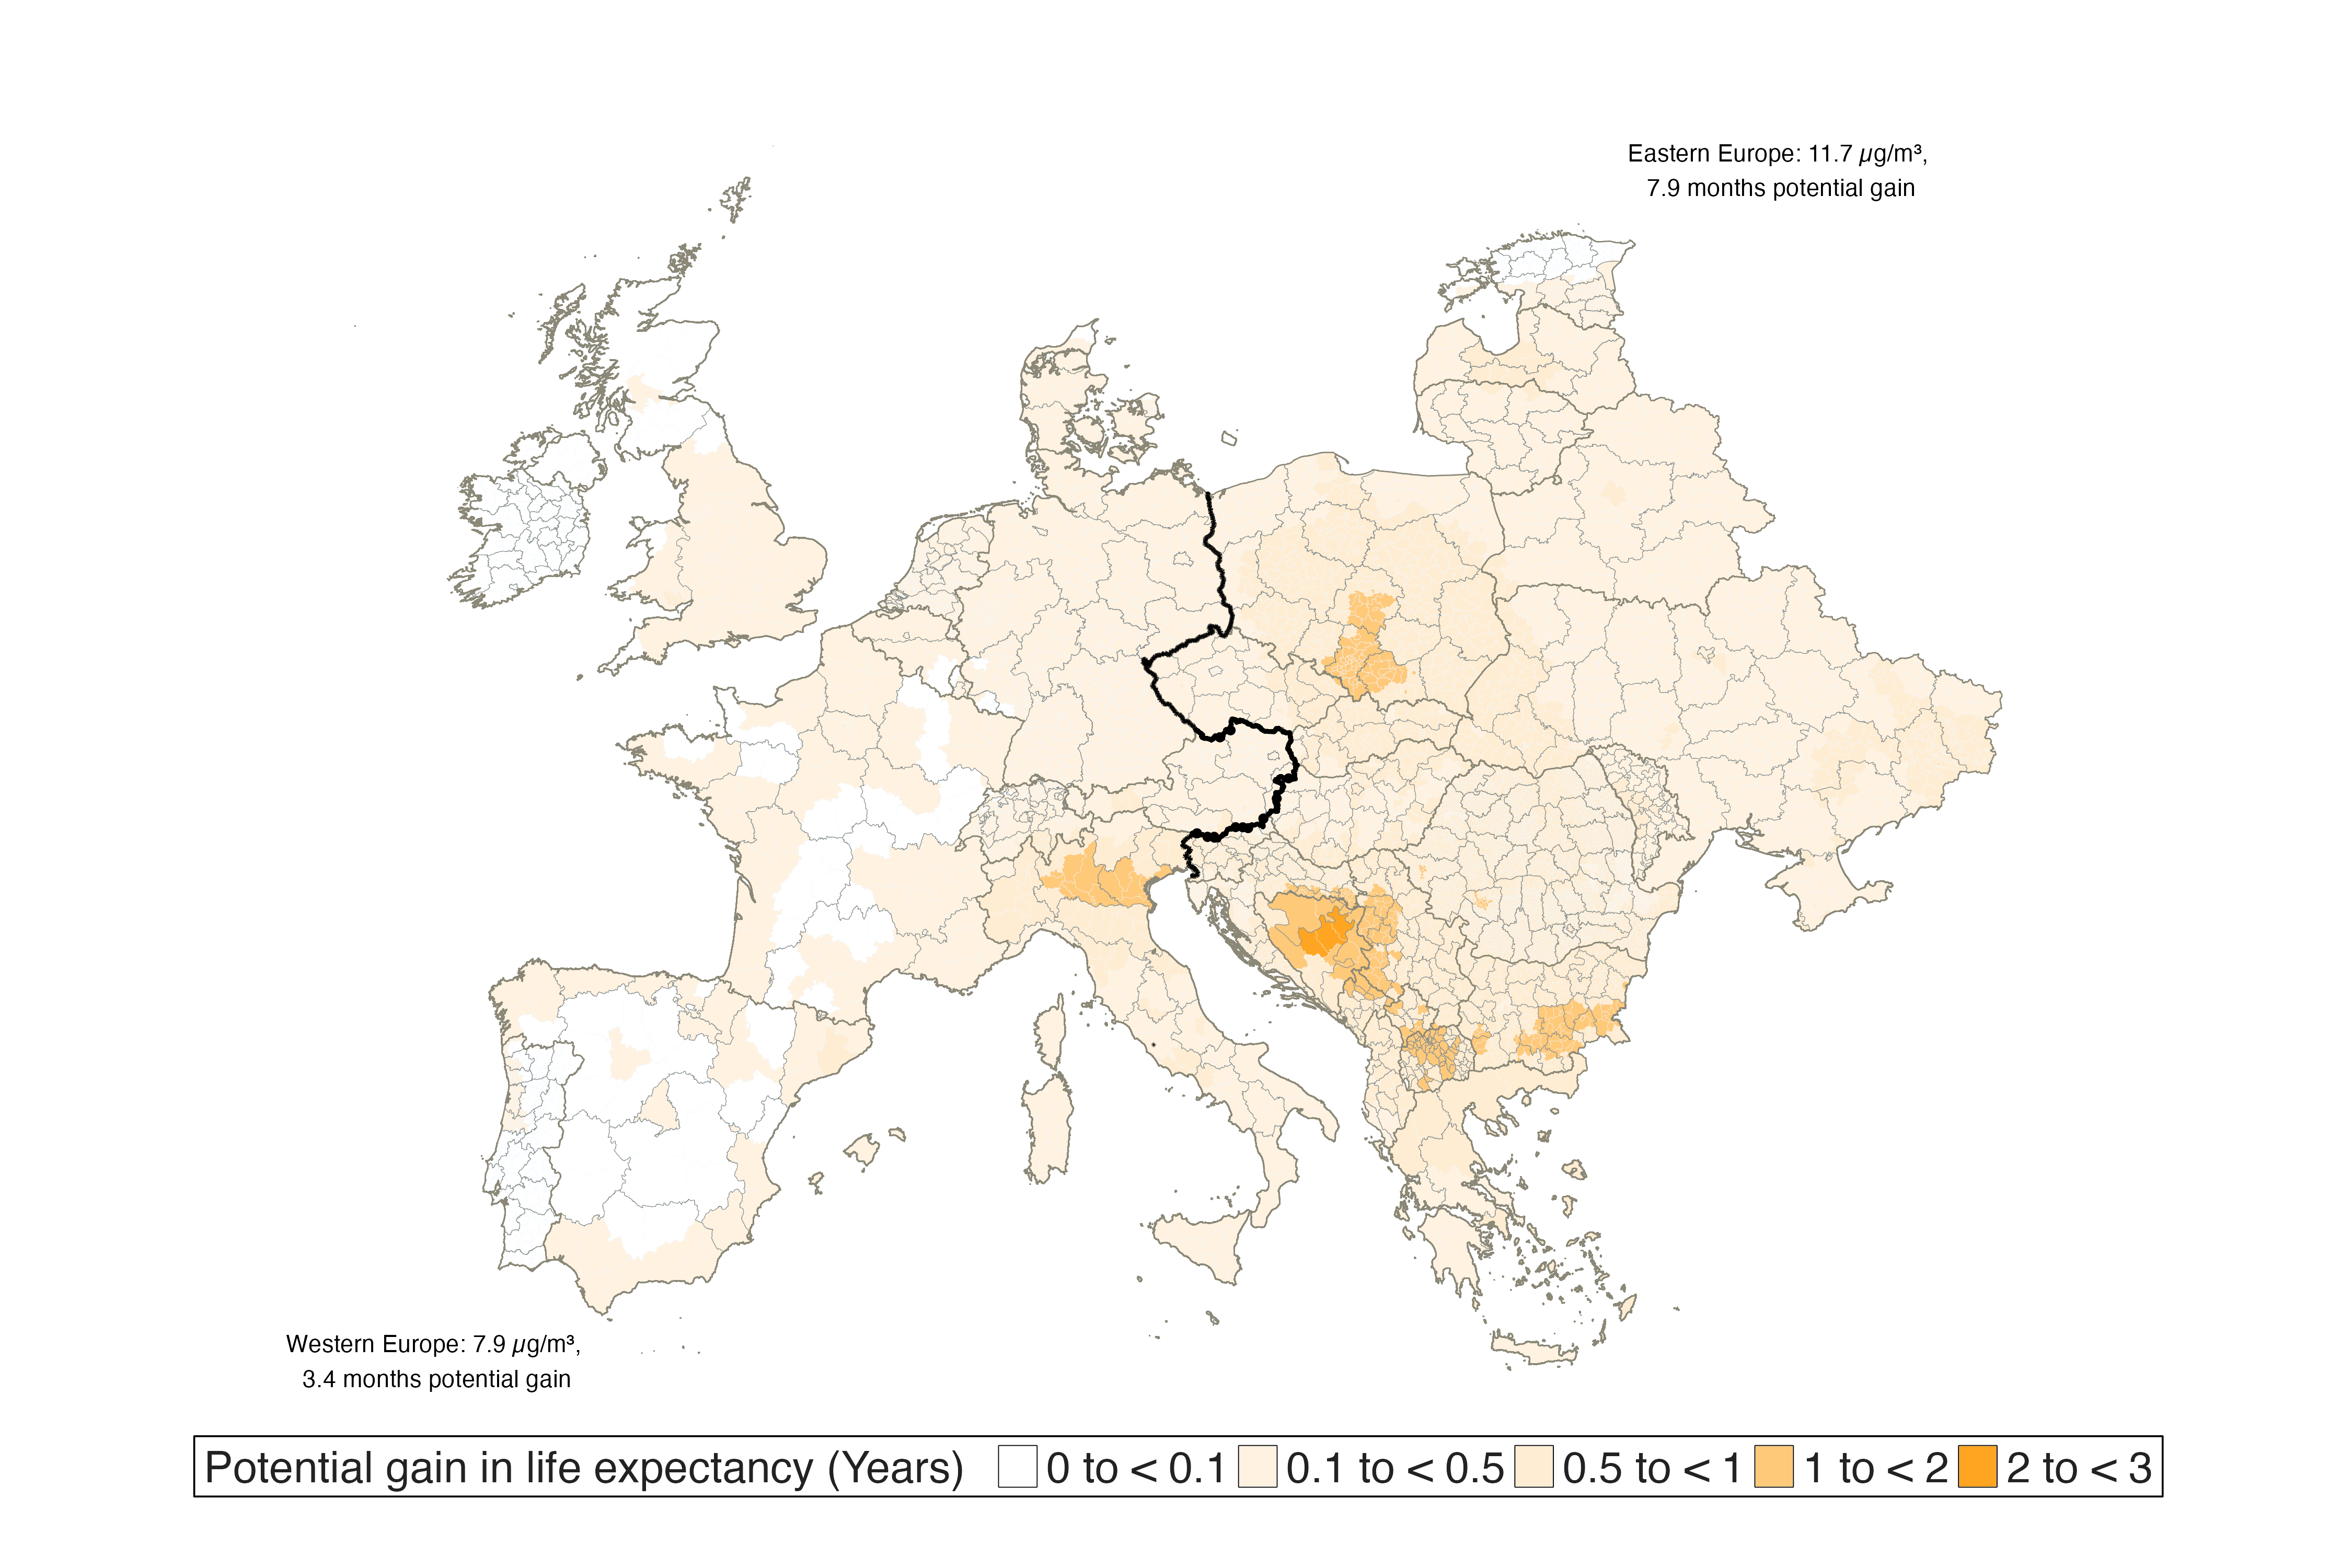 Eastern Europe: 11.7 µg/m³,
7.9 months potential gain
Western Europe: 7.9 µg/m³,
3.4 months potential gain
Potential gain in life expectancy (Years) 0 to < 0.1 0.1 to < 0.5 0.5 to < 1 1 to < 2 2 to < 3